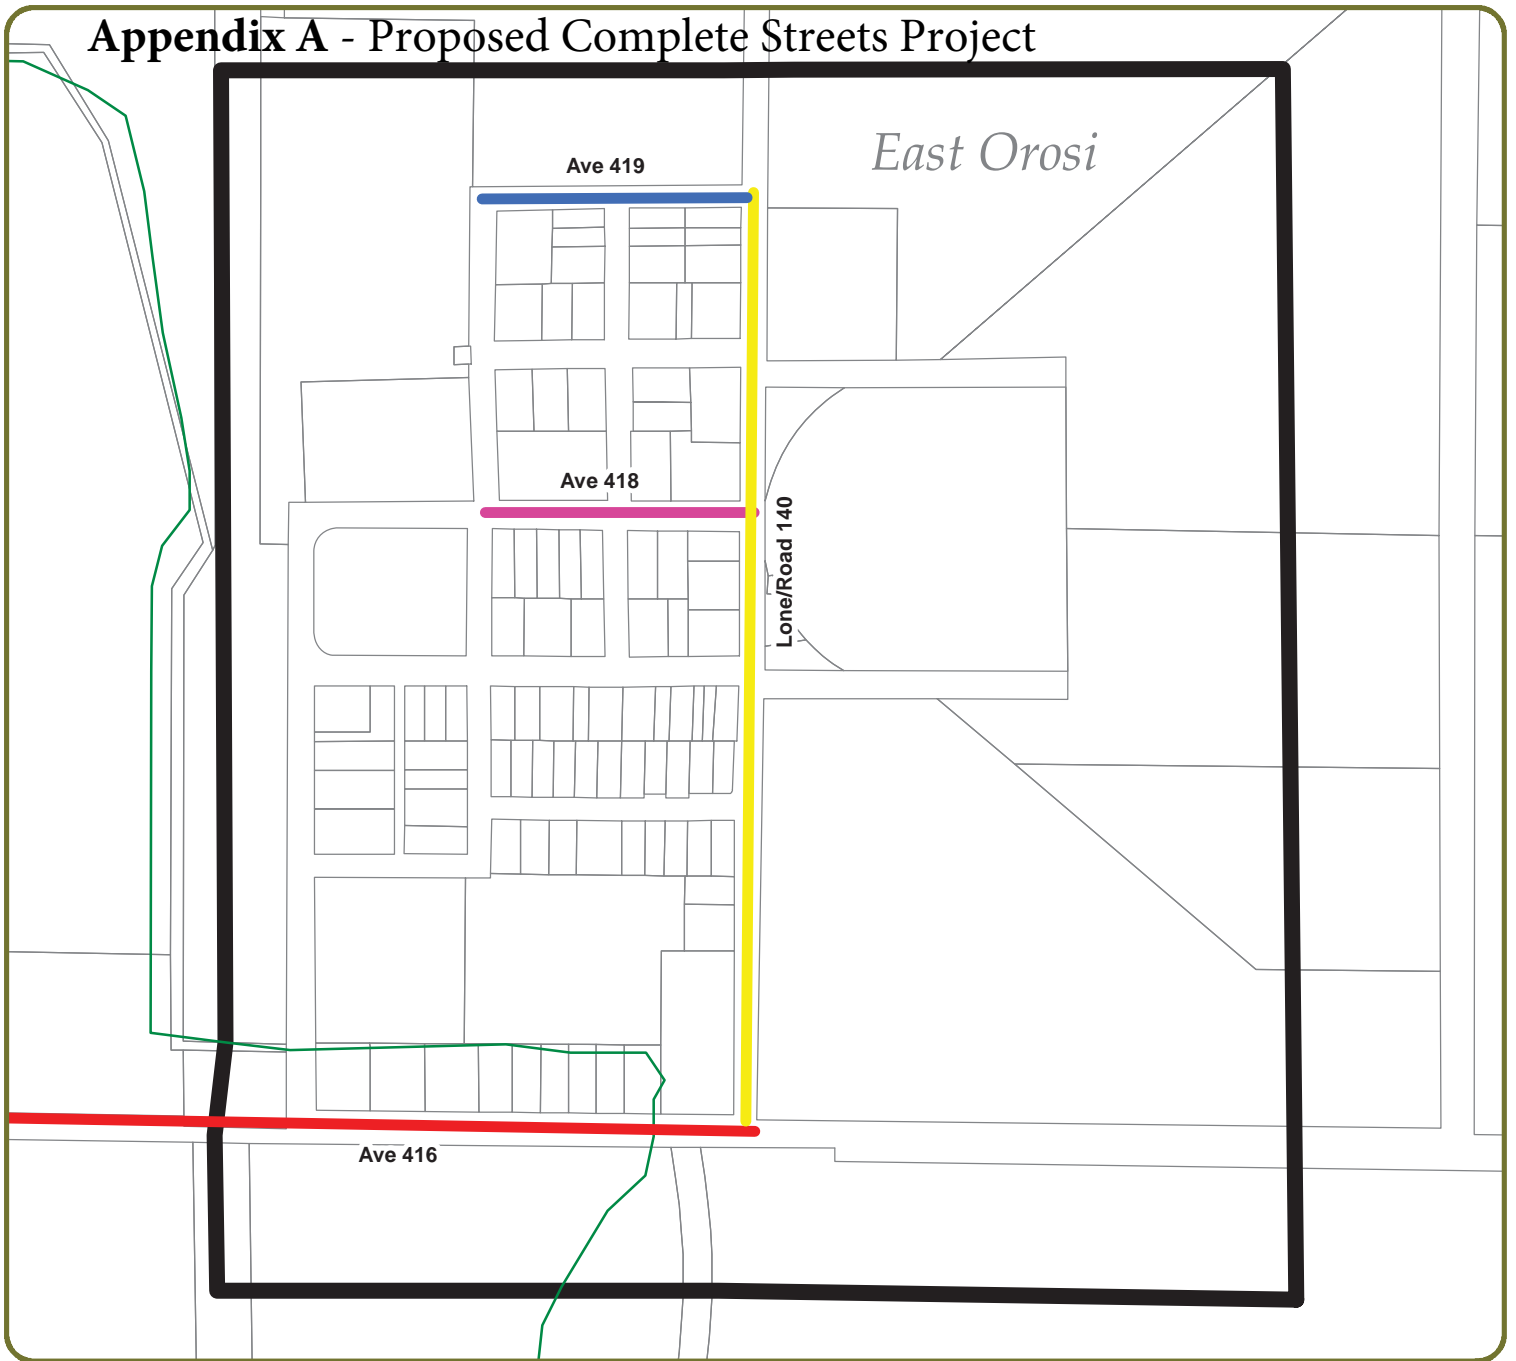 Appendix A - Proposed Complete Streets Project
East Orosi
Ave 419
Ave 418
Lone/Road 140
Ave 416